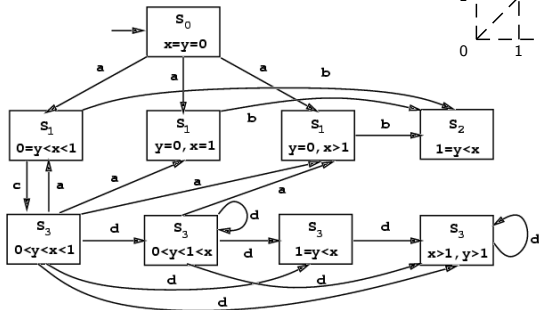 S0
x=y=0
0 1
a a a b
S1
0=y<x<1
S1
y=0,x=1
b
S1
y=0,x>1
b
S2
1=y<x
c a a a a
S3
0<y<x<1
d
S3
0<y<1<x
d
d
S3
1=y<x
d
S3
x>1,y>1
d
d d
d